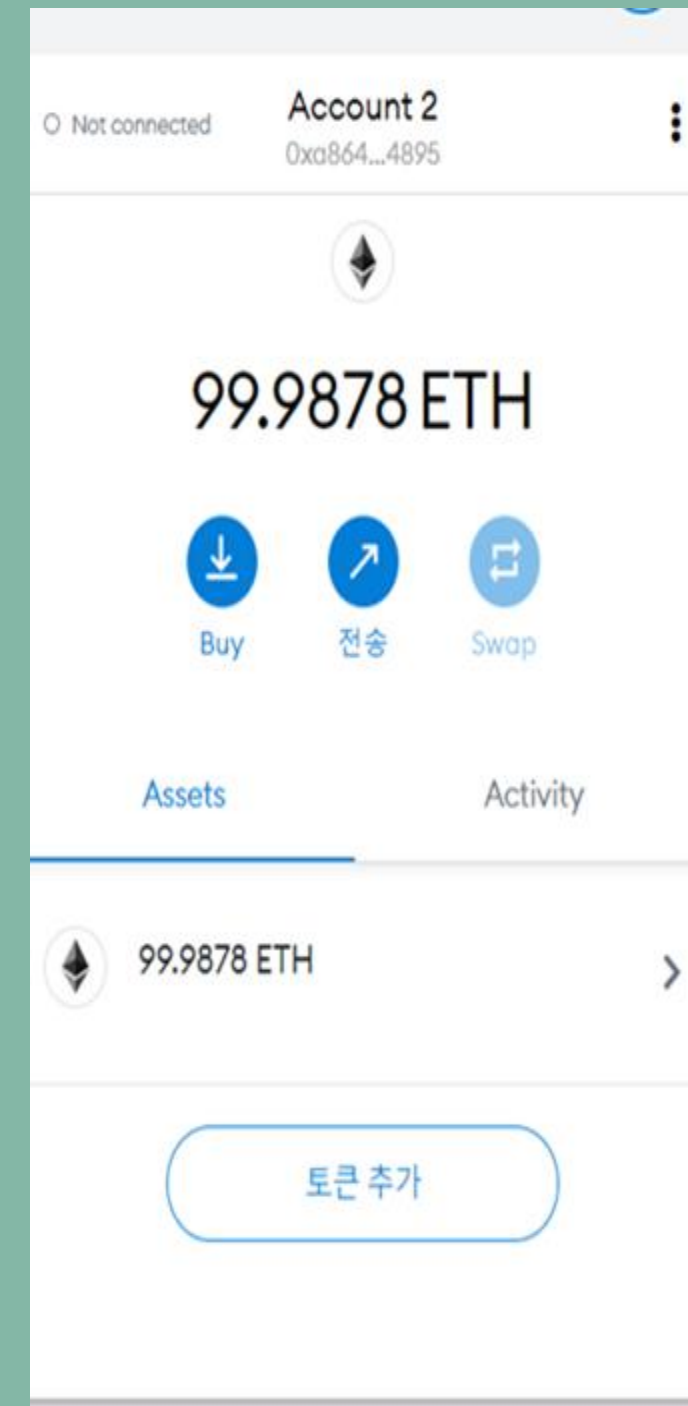 Not connected
Account 2
0xa864...4895
99.9878 ETH
Buy
전송
Swap
Assets
Activity
99.9878 ETH
토큰 추가